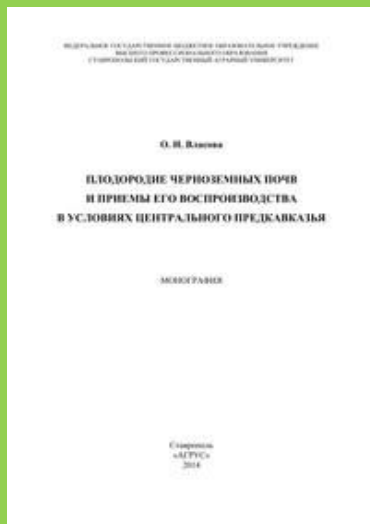 ФЕДЕРАЛЬНОЕ ГОСУДАРСТВЕННОЕ БЮДЖЕТНОЕ ОБРАЗОВАТЕЛЬНОЕ УЧРЕЖДЕНИЕ
ВЫСШЕГО ПРОФЕССИОНАЛЬНОГО ОБРАЗОВАНИЯ
СТАВРОПОЛЬСКИЙ ГОСУДАРСТВЕННЫЙ АГРАРНЫЙ УНИВЕРСИТЕТ
О. И. Власова
ПЛОДОРОДИЕ ЧЕРНОЗЕМНЫХ ПОЧВ
И ПРИЕМЫ ЕГО ВОСПРОИЗВОДСТВА
В УСЛОВИЯХ ЦЕНТРАЛЬНОГО ПРЕДКАВКАЗЬЯ
МОНОГРАФИЯ
Ставрополь
«АГРУС»
2014